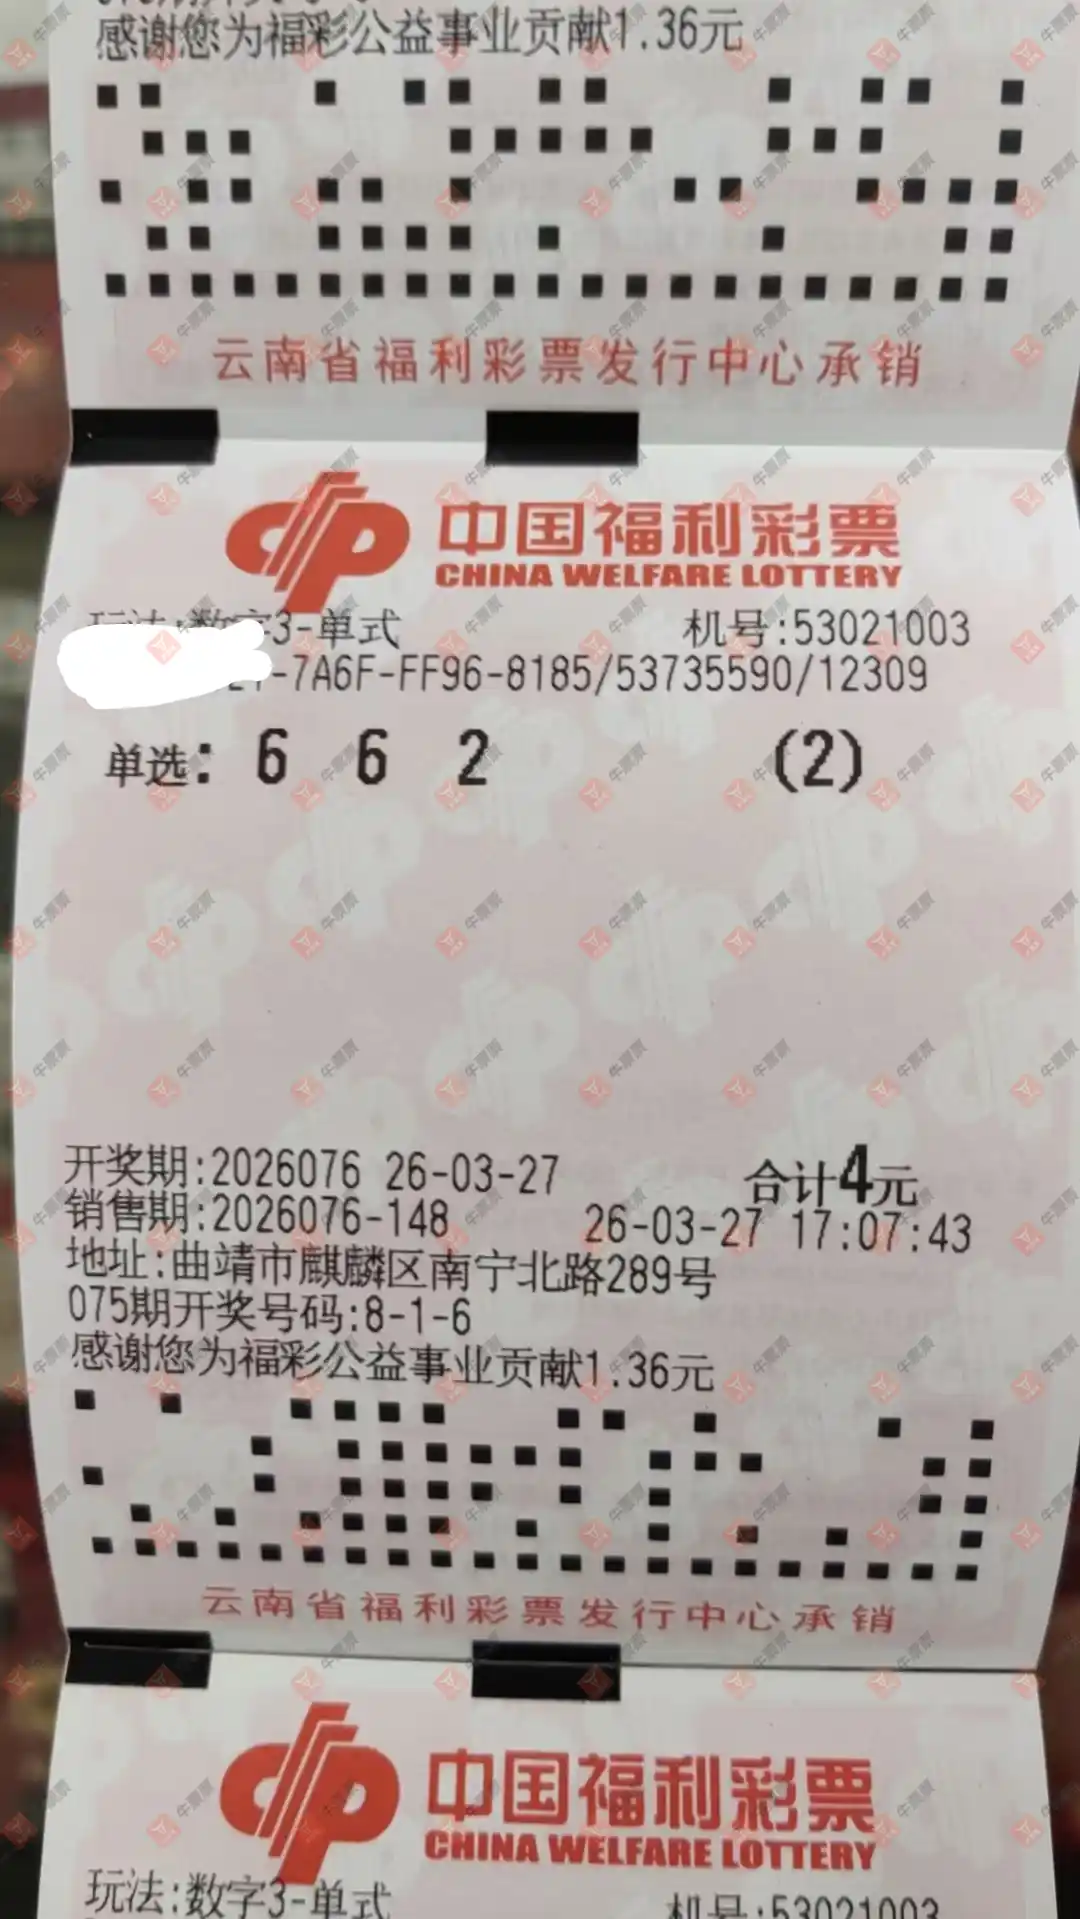 感谢您为福彩公益事业贡献1.36元
云南省福利彩票发行中心承销
中国福利彩票
CHINA WELFARE LOTTERY
玩法:数字3-单式 机号:53021003
-7A6F-FF96-8185/53735590/12309
单选: 6 6 2 (2)
开奖期:2026076 26-03-27 合计4元
销售期:2026076-148 26-03-27 17:07:43
地址:曲靖市麒麟区南宁北路289号
075期开奖号码:8-1-6
感谢您为福彩公益事业贡献1.36元
云南省福利彩票发行中心承销
中国福利彩票
CHINA WELFARE LOTTERY
玩法:数字3-单式 机号:53021003